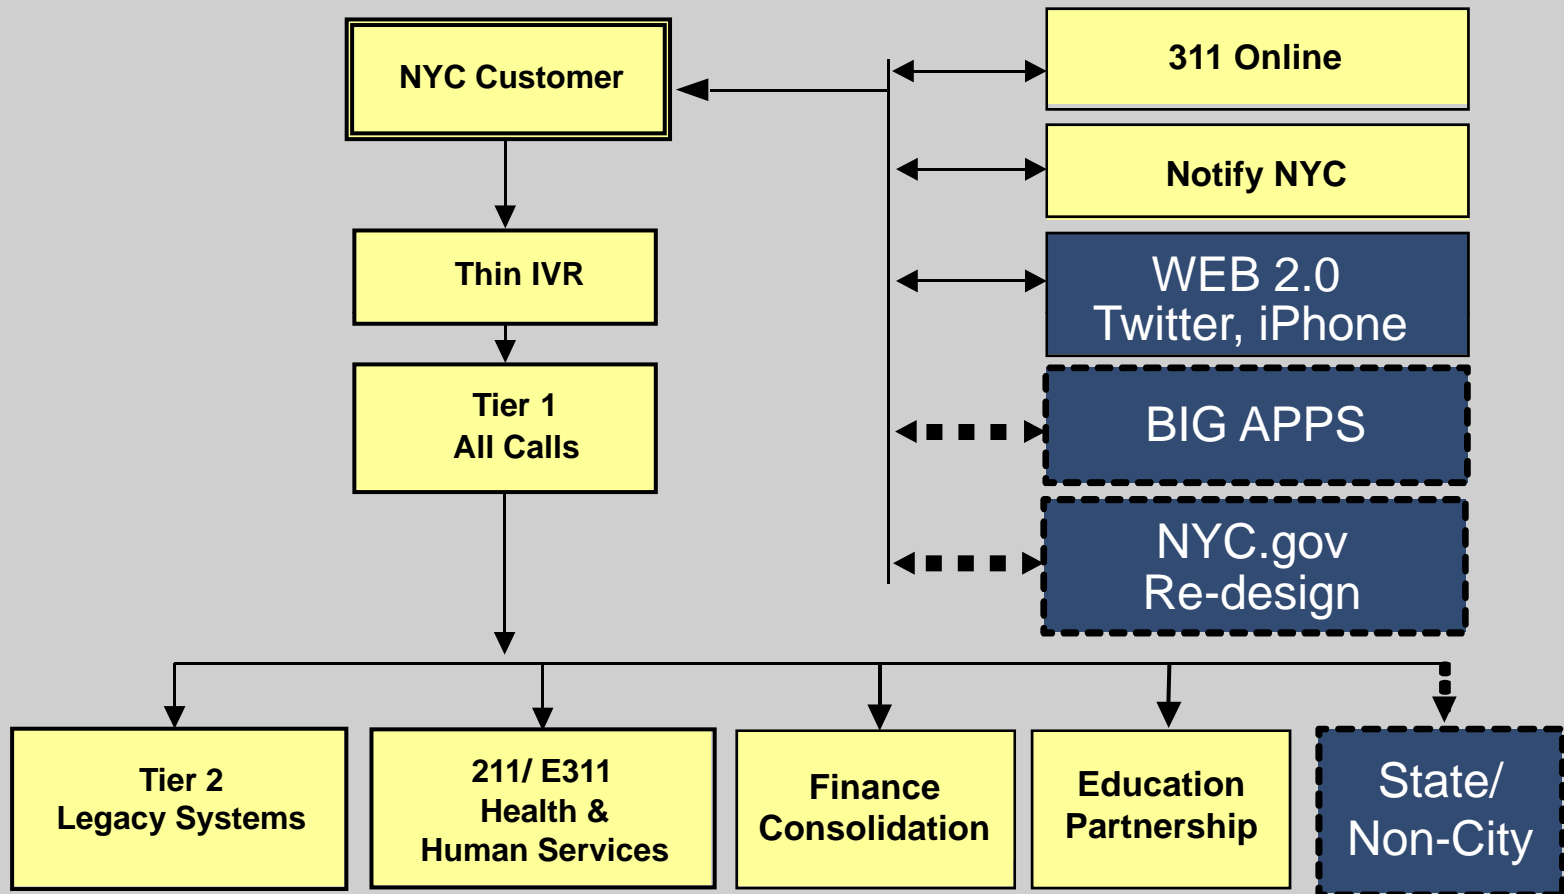 NYC Customer
Thin IVR
Tier 1
All Calls
311 Online
Notify NYC
WEB 2.0
Twitter, iPhone
BIG APPS
NYC.gov
Re-design
Tier 2
Legacy Systems
211/ E311
Health &
Human Services
Finance
Consolidation
Education
Partnership
State/
Non-City